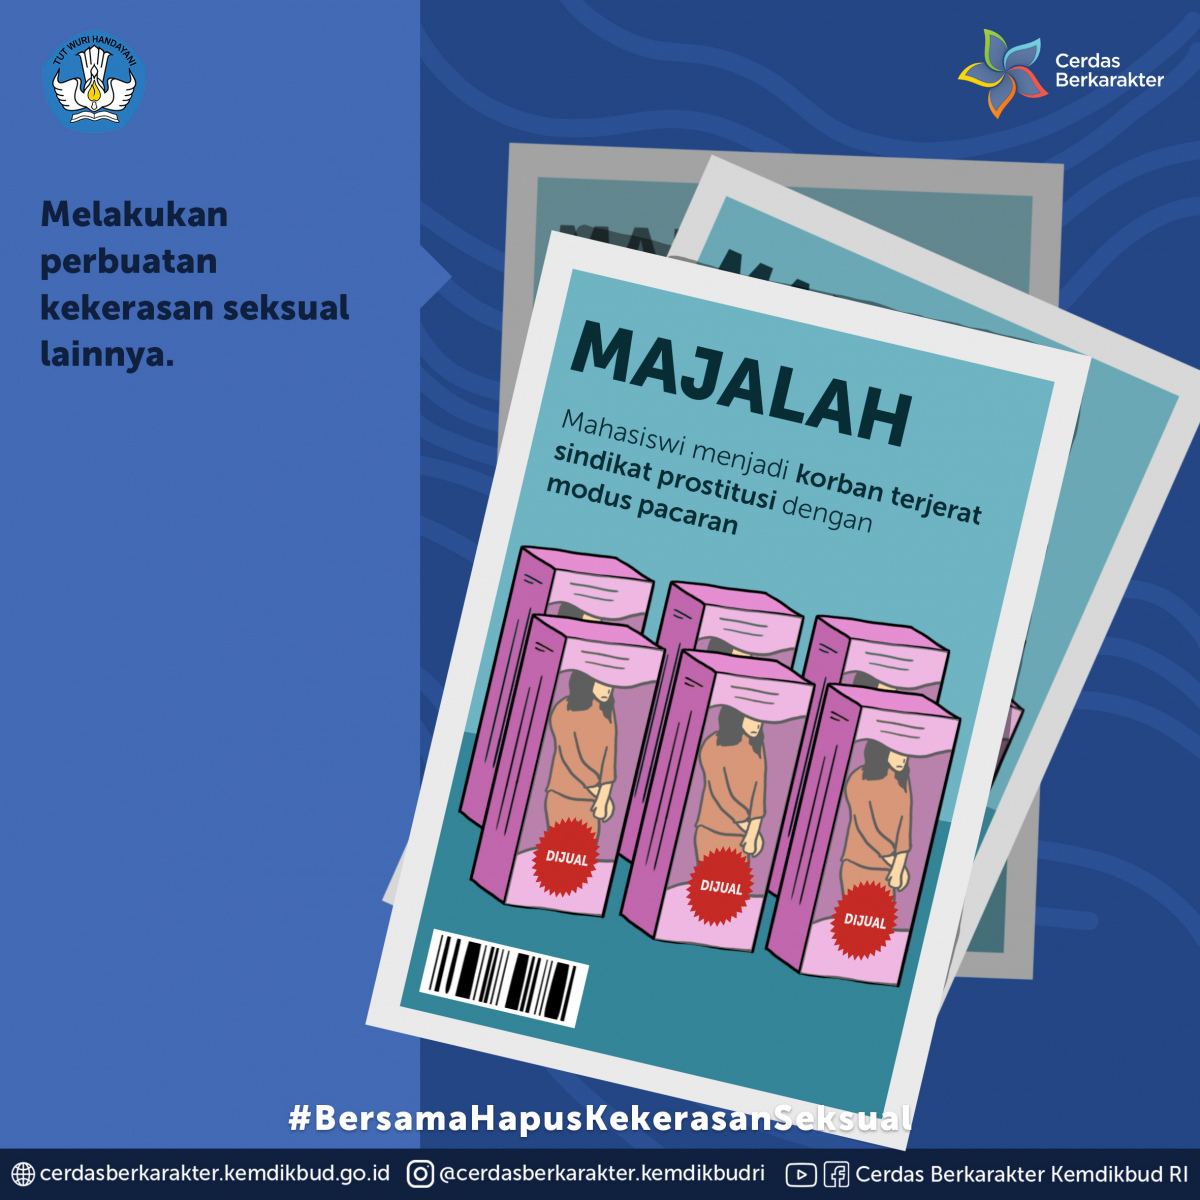 TUT WURI HANDAYANI
Cerdas
Berkarakter
Melakukan
perbuatan
kekerasan seksual
lainnya.
MAJALAH
Mahasiswi menjadi korban terjerat
sindikat prostitusi dengan
modus pacaran
DIJUAL
DIJUAL
DIJUAL
#BersamaHapusKekerasanSeksual
cerdasberkarakter.kemdikbud.go.id @cerdasberkarakter.kemdikbudri Cerdas Berkarakter Kemdikbud RI